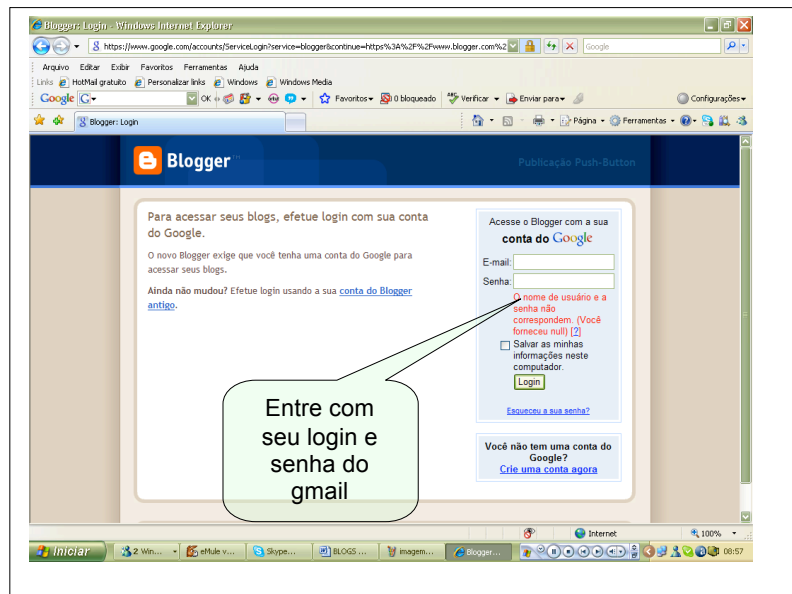 Blogger: Login - Windows Internet Explorer
https://www.google.com/accounts/ServiceLogin?service=blogger&continue=https%3A%2F%2Fwww.blogger.com%2
Google
Arquivo Editar Exibir Favoritos Ferramentas Ajuda
Links HotMail gratuito Personalizar links Windows Windows Media
Google G OK Favoritos 0 bloqueado Verificar Enviar para Configurações
Blogger: Login Página Ferramentas
Blogger Publicação Push-Button
Para acessar seus blogs, efetue login com sua conta
do Google.
O novo Blogger exige que você tenha uma conta do Google para
acessar seus blogs.
Ainda não mudou? Efetue login usando a sua conta do Blogger
antigo.
Acesse o Blogger com a sua
conta do Google
E-mail:
Senha:
O nome de usuário e a
senha não
correspondem. (Você
forneceu null) [?]
Salvar as minhas
informações neste
computador.
Login
Esqueceu a sua senha?
Você não tem uma conta do
Google?
Crie uma conta agora
Entre com
seu login e
senha do
gmail
Internet 100%
Iniciar 2 Win... eMule v... Skype... BLOGS ... imagem... Blogger... 08:57